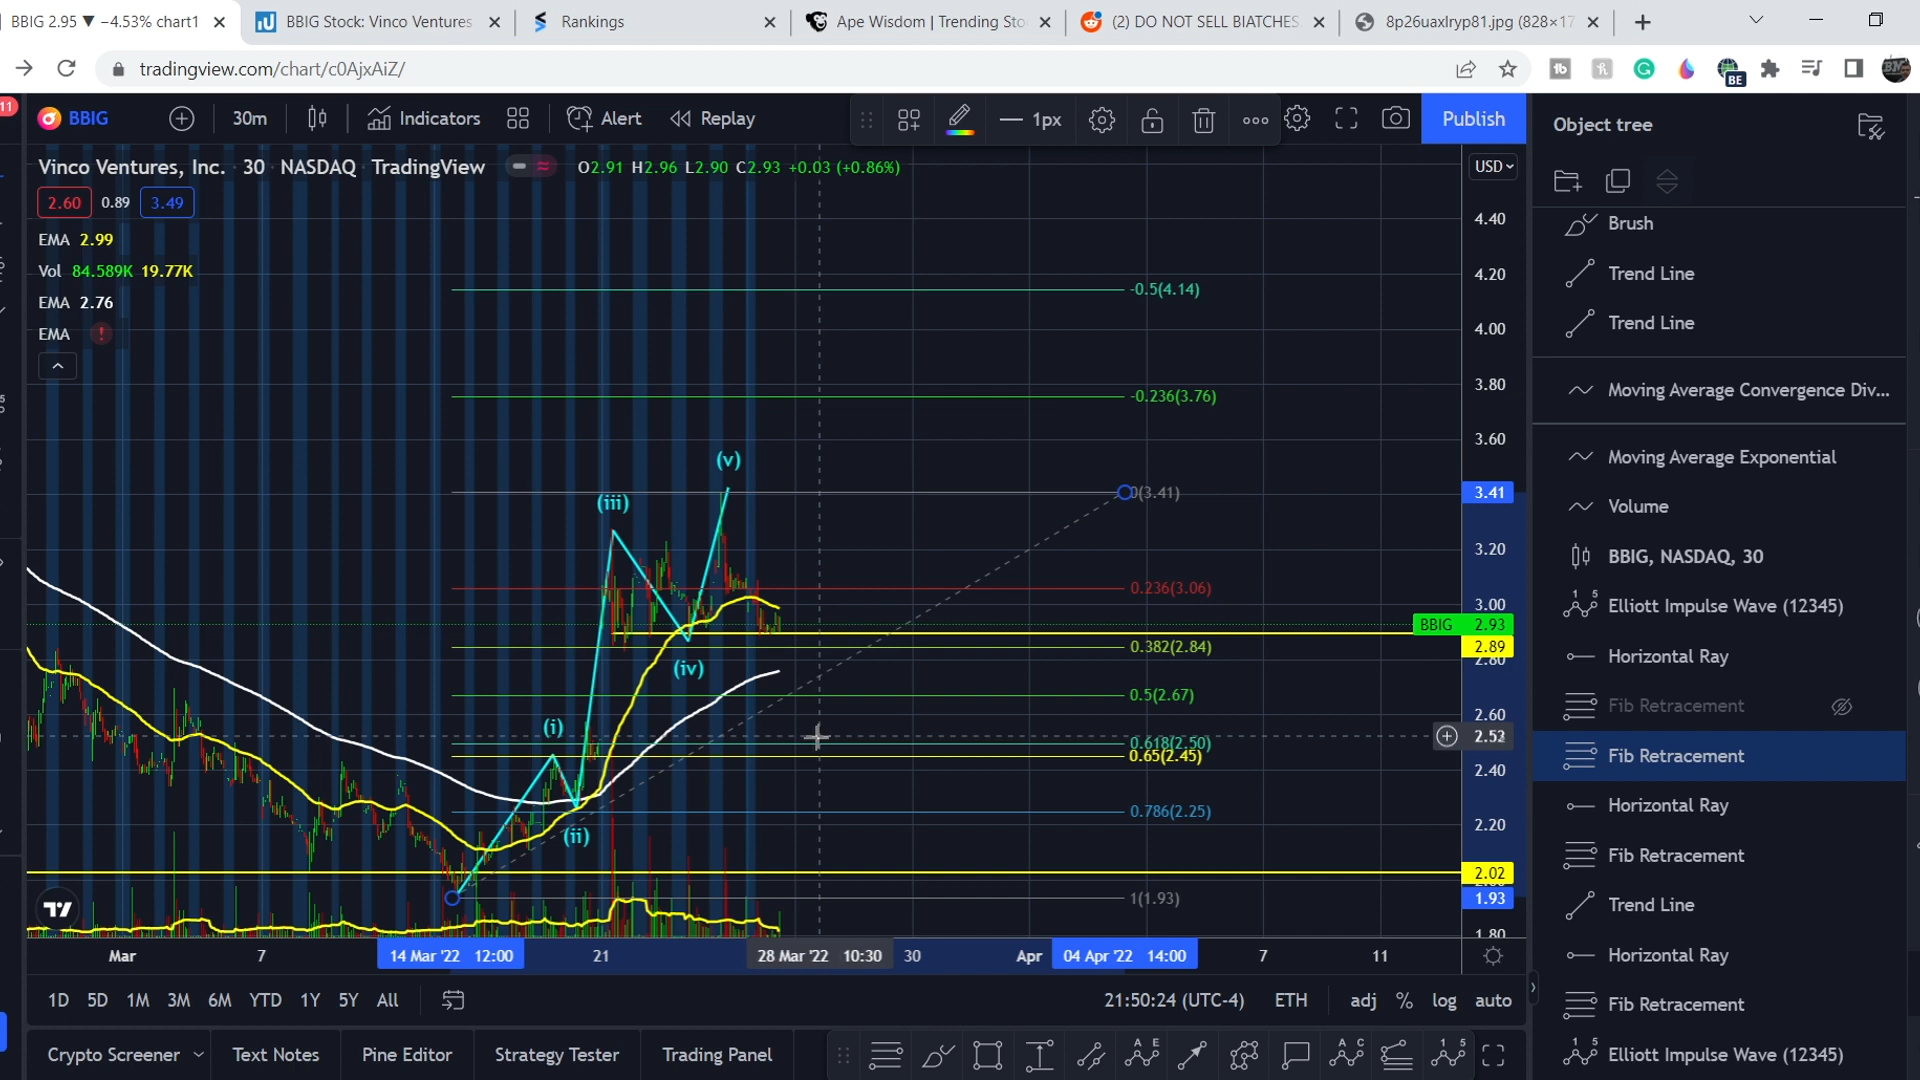 BBIG 2.95 ▼ −4.53% chart1
BBIG Stock: Vinco Ventures
Rankings
Ape Wisdom | Trending Sto
(2) DO NOT SELL BIATCHES
8p26uaxlryp81.jpg (828×17
tradingview.com/chart/c0AjxAiZ/
BE
11
BBIG
30m
Indicators
Alert
Replay
1px
Publish
Object tree
Vinco Ventures, Inc. · 30 · NASDAQ · TradingView
O2.91 H2.96 L2.90 C2.93 +0.03 (+0.86%)
USD
2.60 0.89 3.49
EMA 2.99
Vol 84.589K 19.77K
EMA 2.76
EMA !
4.40
4.20
4.00
3.80
3.60
3.41
3.20
3.00
BBIG 2.93
2.89
2.80
2.60
2.52
2.40
2.20
2.02
1.93
1.80
-0.5(4.14)
-0.236(3.76)
0(3.41)
0.236(3.06)
0.382(2.84)
0.5(2.67)
0.618(2.50)
0.65(2.45)
0.786(2.25)
1(1.93)
(v)
(iii)
(iv)
(i)
(ii)
Mar
7
14 Mar '22 12:00
21
28 Mar '22 10:30
30
Apr
04 Apr '22 14:00
7
11
1D 5D 1M 3M 6M YTD 1Y 5Y All
21:50:24 (UTC-4)
ETH
adj % log auto
Crypto Screener
Text Notes
Pine Editor
Strategy Tester
Trading Panel
Brush
Trend Line
Trend Line
Moving Average Convergence Div...
Moving Average Exponential
Volume
BBIG, NASDAQ, 30
Elliott Impulse Wave (12345)
Horizontal Ray
Fib Retracement
Fib Retracement
Horizontal Ray
Fib Retracement
Trend Line
Horizontal Ray
Fib Retracement
Elliott Impulse Wave (12345)